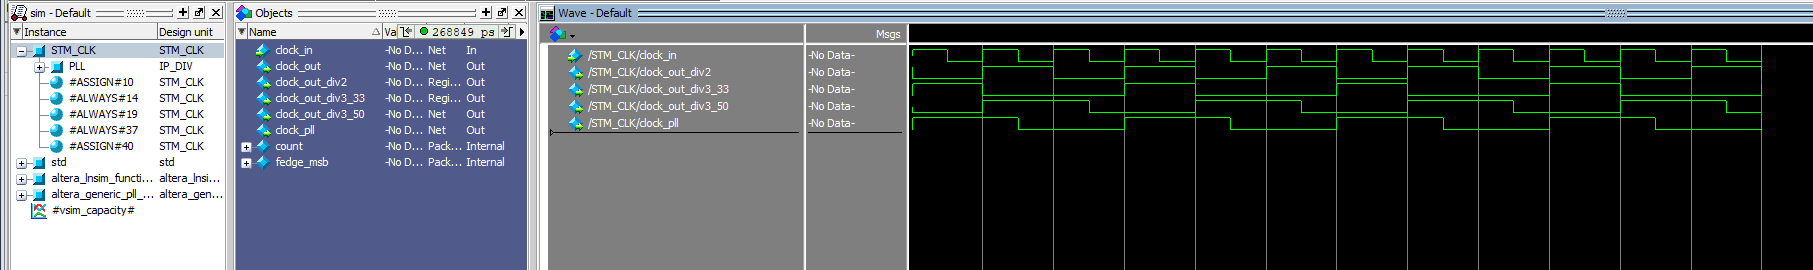 sim - Default
Instance Design unit
STM_CLK STM_CLK
PLL IP_DIV
#ASSIGN#10 STM_CLK
#ALWAYS#14 STM_CLK
#ALWAYS#19 STM_CLK
#ALWAYS#37 STM_CLK
#ASSIGN#40 STM_CLK
std std
altera_lnsim_functi... altera_lnsi...
altera_generic_pll_... altera_gen...
#vsim_capacity#
Objects
Name Va 268849 ps
clock_in -No D... Net In
clock_out -No D... Net Out
clock_out_div2 -No D... Regi... Out
clock_out_div3_33 -No D... Regi... Out
clock_out_div3_50 -No D... Net Out
clock_pll -No D... Net Out
count -No D... Pack... Internal
fedge_msb -No D... Pack... Internal
Wave - Default
Msgs
/STM_CLK/clock_in -No Data-
/STM_CLK/clock_out_div2 -No Data-
/STM_CLK/clock_out_div3_33 -No Data-
/STM_CLK/clock_out_div3_50 -No Data-
/STM_CLK/clock_pll -No Data-